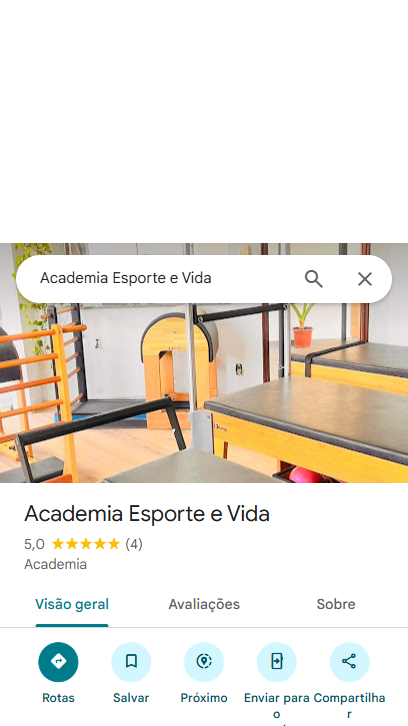 Academia Esporte e Vida
Academia Esporte e Vida
5,0 (4)
Academia
Visão geral
Avaliações
Sobre
Rotas
Salvar
Próximo
Enviar para
o
Compartilha
r